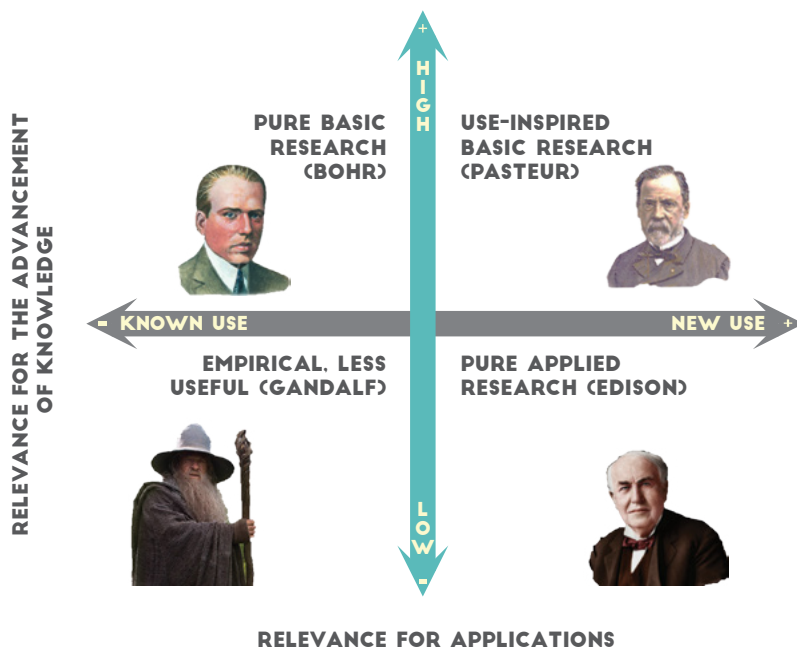 +
HIGH
PURE BASIC
RESEARCH
(BOHR)
USE-INSPIRED
BASIC RESEARCH
(PASTEUR)
RELEVANCE FOR THE ADVANCEMENT
OF KNOWLEDGE
- KNOWN USE
NEW USE +
EMPIRICAL, LESS
USEFUL (GANDALF)
PURE APPLIED
RESEARCH (EDISON)
LOW
-
RELEVANCE FOR APPLICATIONS